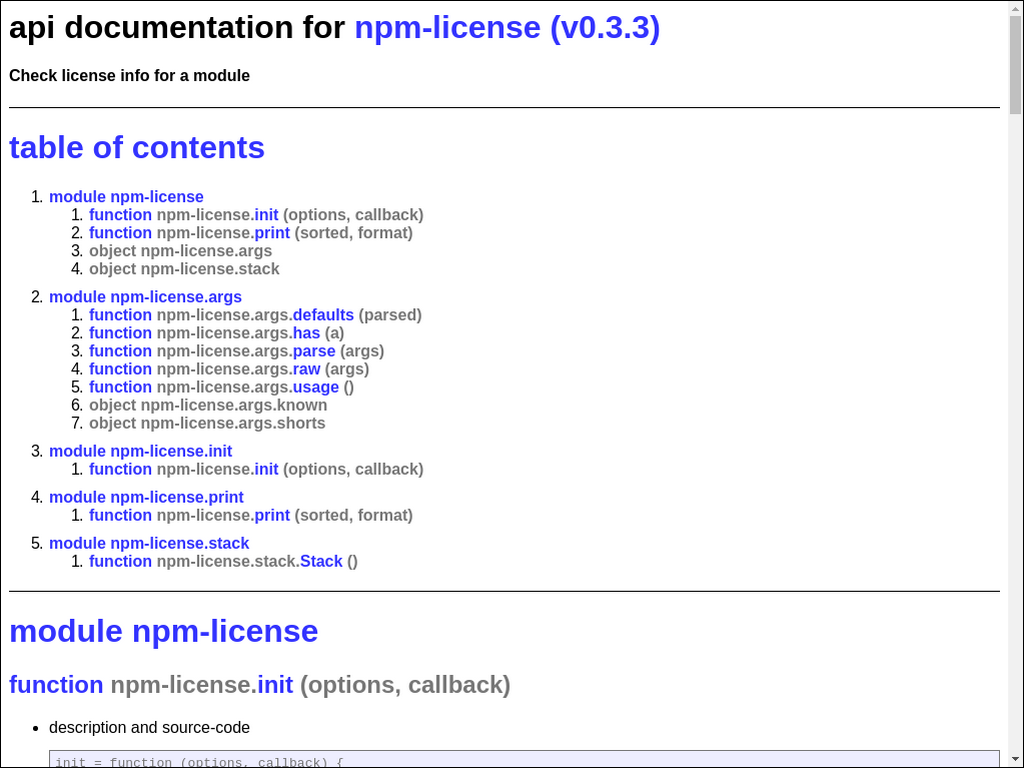 api documentation for npm-license (v0.3.3)
Check license info for a module
table of contents
1. module npm-license
1. function npm-license.init (options, callback)
2. function npm-license.print (sorted, format)
3. object npm-license.args
4. object npm-license.stack
2. module npm-license.args
1. function npm-license.args.defaults (parsed)
2. function npm-license.args.has (a)
3. function npm-license.args.parse (args)
4. function npm-license.args.raw (args)
5. function npm-license.args.usage ()
6. object npm-license.args.known
7. object npm-license.args.shorts
3. module npm-license.init
1. function npm-license.init (options, callback)
4. module npm-license.print
1. function npm-license.print (sorted, format)
5. module npm-license.stack
1. function npm-license.stack.Stack ()
module npm-license
function npm-license.init (options, callback)
• description and source-code
init = function (options, callback) {